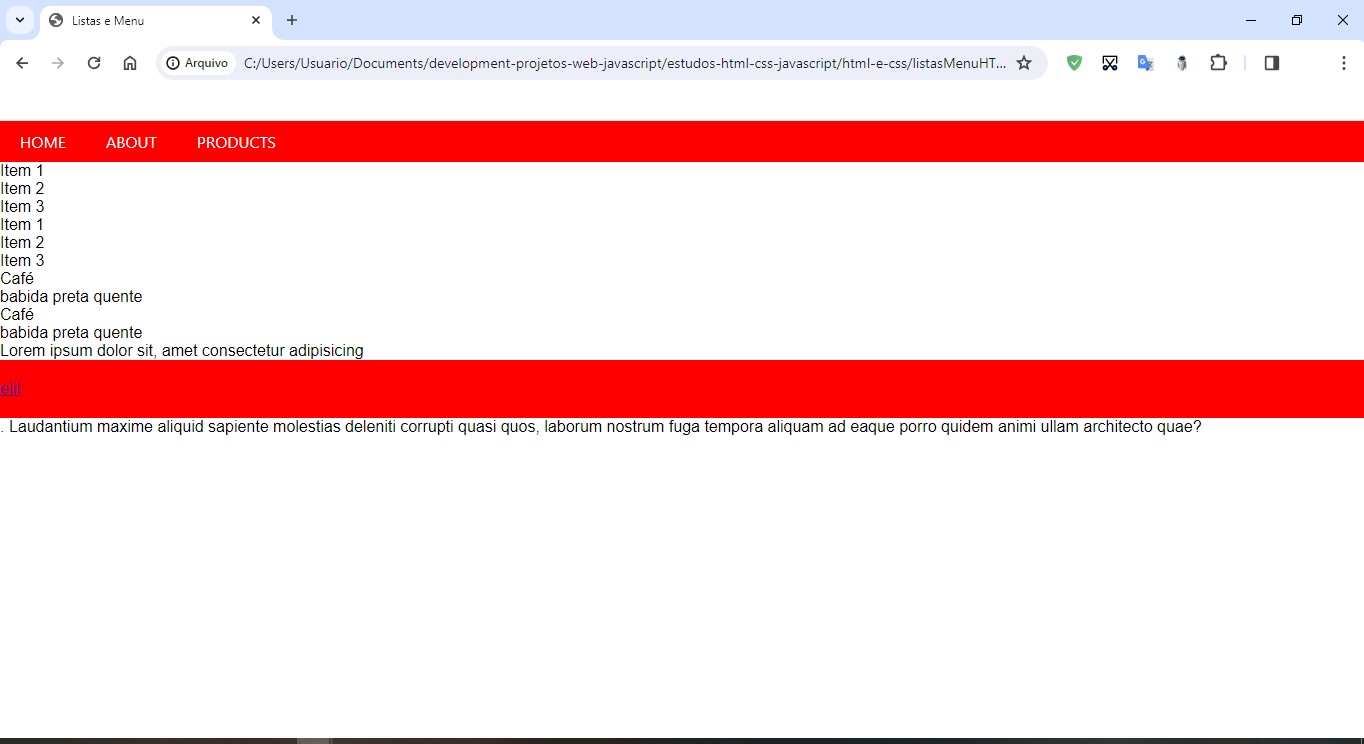 Listas e Menu
Arquivo C:/Users/Usuario/Documents/development-projetos-web-javascript/estudos-html-css-javascript/html-e-css/listasMenuHT...
HOME ABOUT PRODUCTS
Item 1
Item 2
Item 3
Item 1
Item 2
Item 3
Café
babida preta quente
Café
babida preta quente
Lorem ipsum dolor sit, amet consectetur adipisicing
elit
. Laudantium maxime aliquid sapiente molestias deleniti corrupti quasi quos, laborum nostrum fuga tempora aliquam ad eaque porro quidem animi ullam architecto quae?